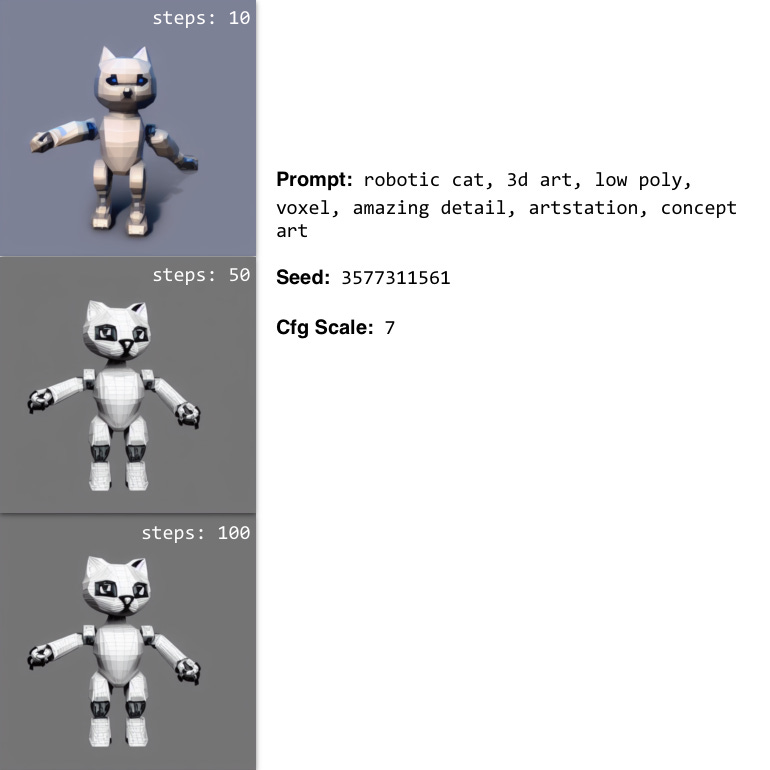 steps: 10
Prompt: robotic cat, 3d art, low poly,
voxel, amazing detail, artstation, concept
art
Seed: 3577311561
steps: 50
Cfg Scale: 7
steps: 100